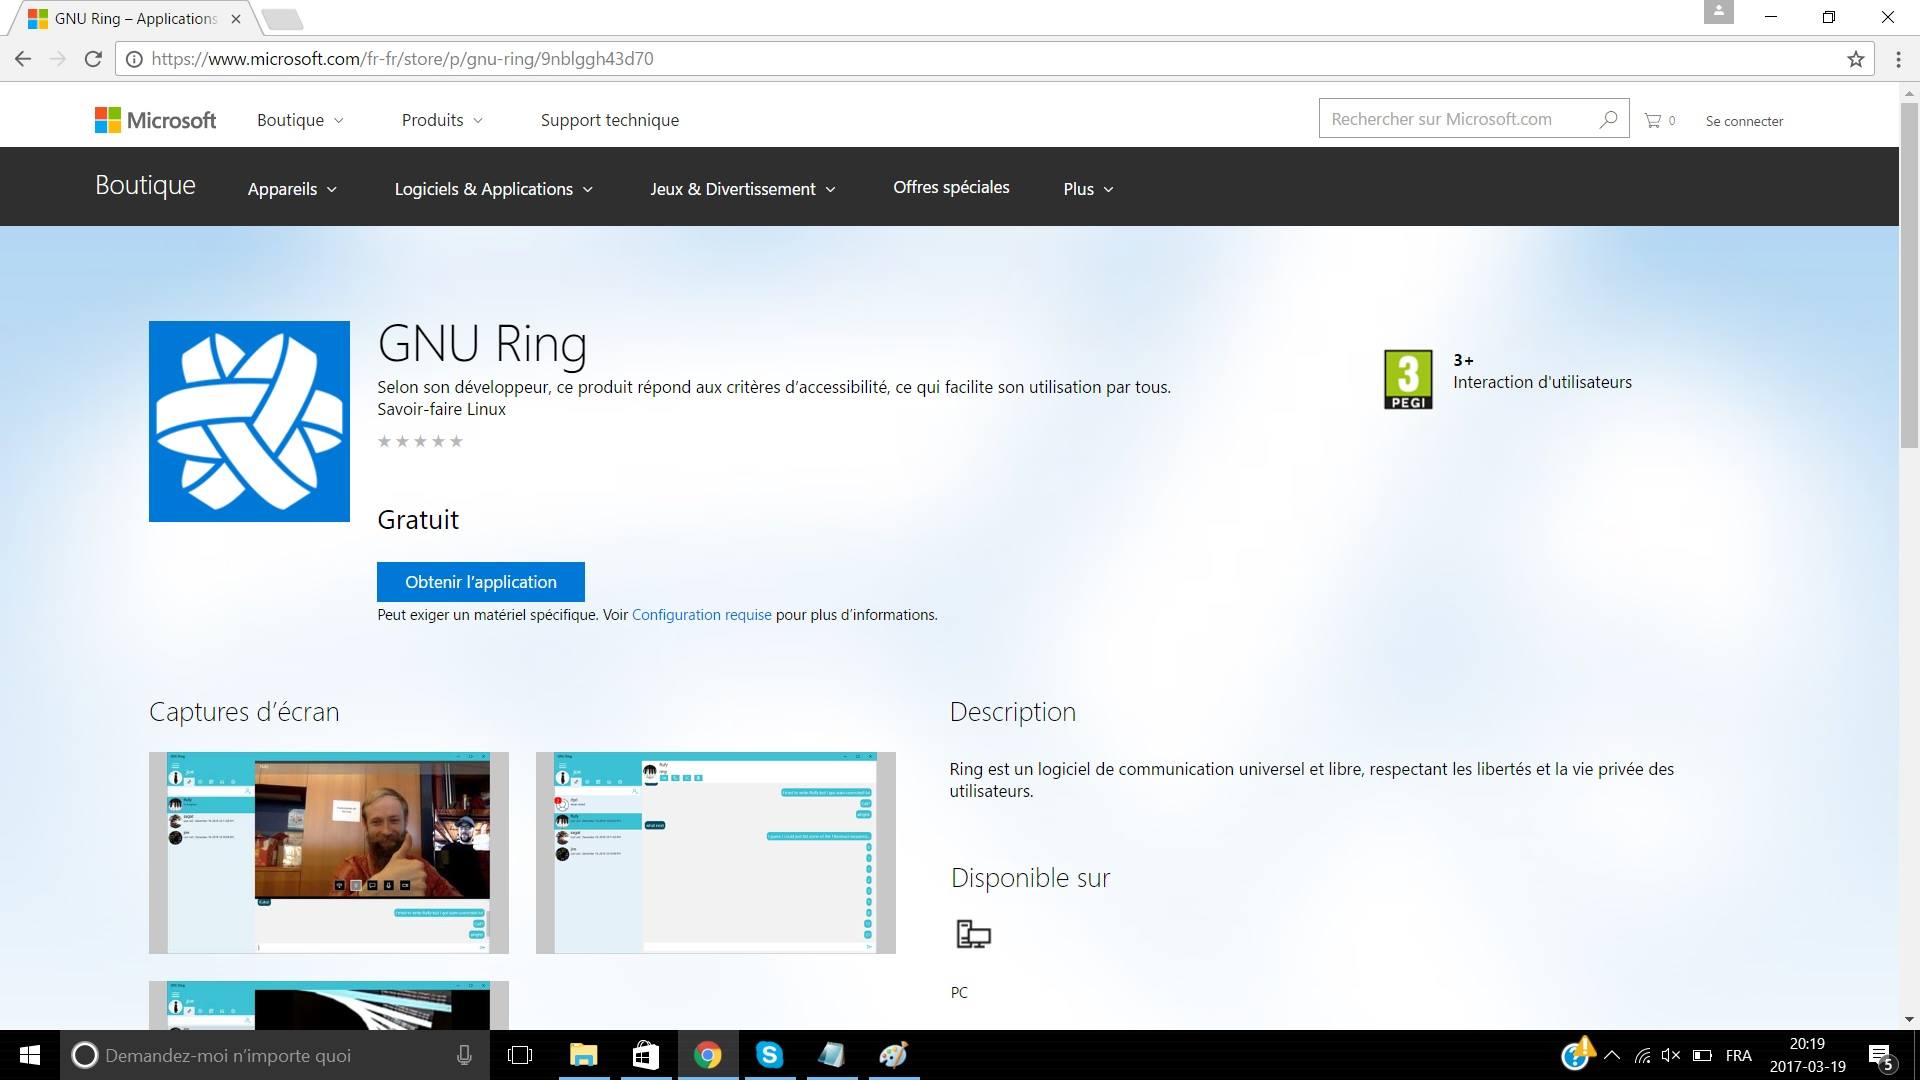 GNU Ring – Applications
https://www.microsoft.com/fr-fr/store/p/gnu-ring/9nblggh43d70
Microsoft
Boutique
Produits
Support technique
Rechercher sur Microsoft.com
0
Se connecter
Boutique
Appareils
Logiciels & Applications
Jeux & Divertissement
Offres spéciales
Plus
GNU Ring
Selon son développeur, ce produit répond aux critères d’accessibilité, ce qui facilite son utilisation par tous.
Savoir-faire Linux
3
PEGI
3+
Interaction d'utilisateurs
Gratuit
Obtenir l’application
Peut exiger un matériel spécifique. Voir Configuration requise pour plus d’informations.
Captures d’écran
Description
Ring est un logiciel de communication universel et libre, respectant les libertés et la vie privée des
utilisateurs.
Disponible sur
PC
Demandez-moi n’importe quoi
FRA
20:19
2017-03-19
5